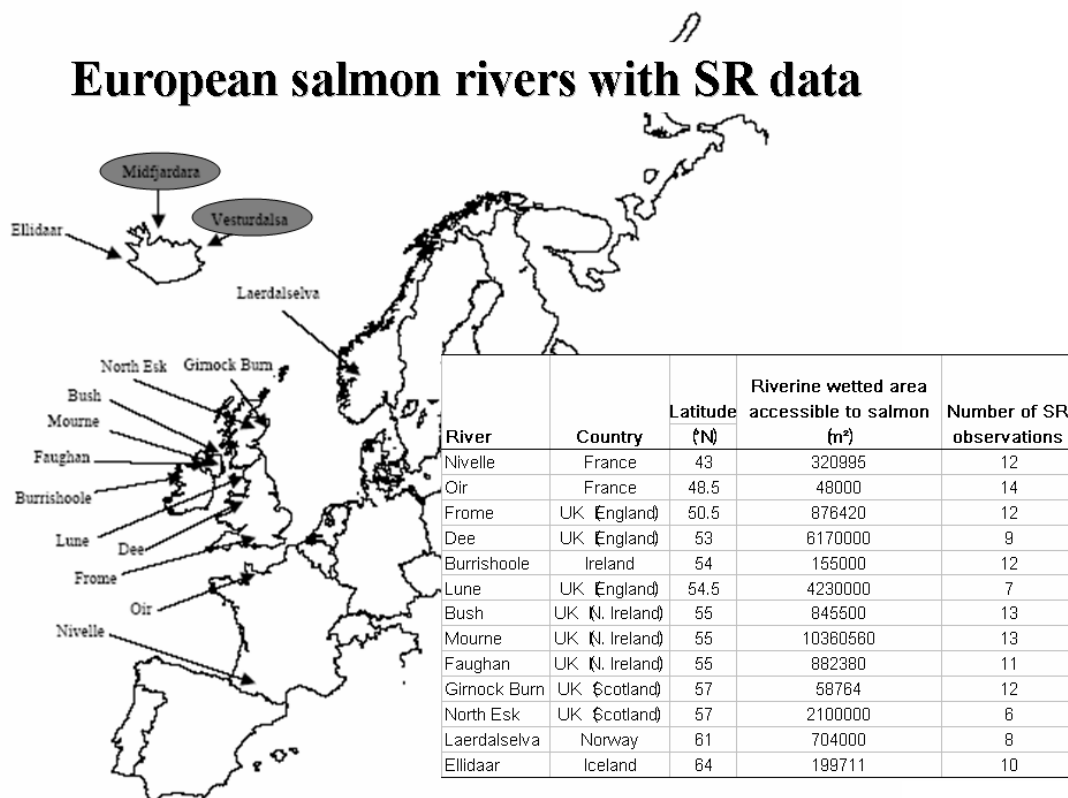 European salmon rivers with SR data
Midfjardara
Vesturdalsa
Ellidaar
Laerdalselva
North Esk
Girnock Burn
Bush
Mourne
Faughan
Burrishoole
Lune
Dee
Frome
Oir
Nivelle
River Country Latitude (°N) Riverine wetted area accessible to salmon (m²) Number of SR observations
Nivelle France 43 320995 12
Oir France 48.5 48000 14
Frome UK (England) 50.5 876420 12
Dee UK (England) 53 6170000 9
Burrishoole Ireland 54 155000 12
Lune UK (England) 54.5 4230000 7
Bush UK (N. Ireland) 55 845500 13
Mourne UK (N. Ireland) 55 10360560 13
Faughan UK (N. Ireland) 55 882380 11
Girnock Burn UK (Scotland) 57 58764 12
North Esk UK (Scotland) 57 2100000 6
Laerdalselva Norway 61 704000 8
Ellidaar Iceland 64 199711 10